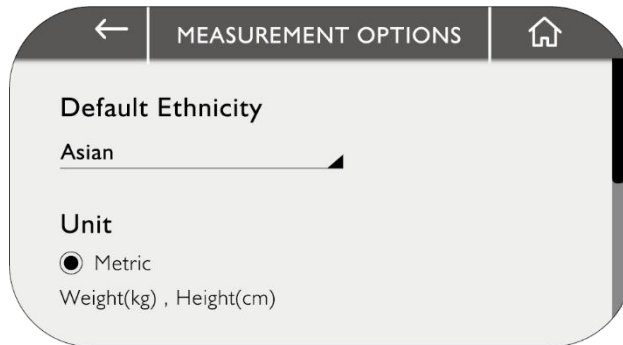 MEASUREMENT OPTIONS
Default Ethnicity
Asian
Unit
Metric
Weight(kg) , Height(cm)